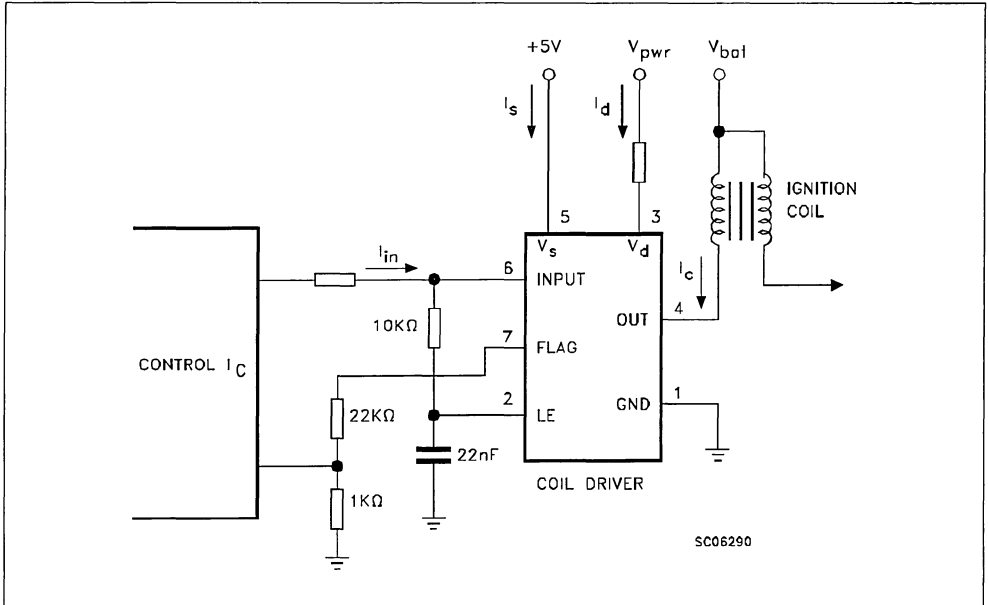 +5V
Vpwr
Vbat
Is
Id
IGNITION
COIL
5
3
Vs
Vd
Iin
6
INPUT
Ic
4
OUT
10KΩ
7
FLAG
CONTROL IC
22KΩ
2
LE
GND
1
22nF
COIL DRIVER
1KΩ
SC06290